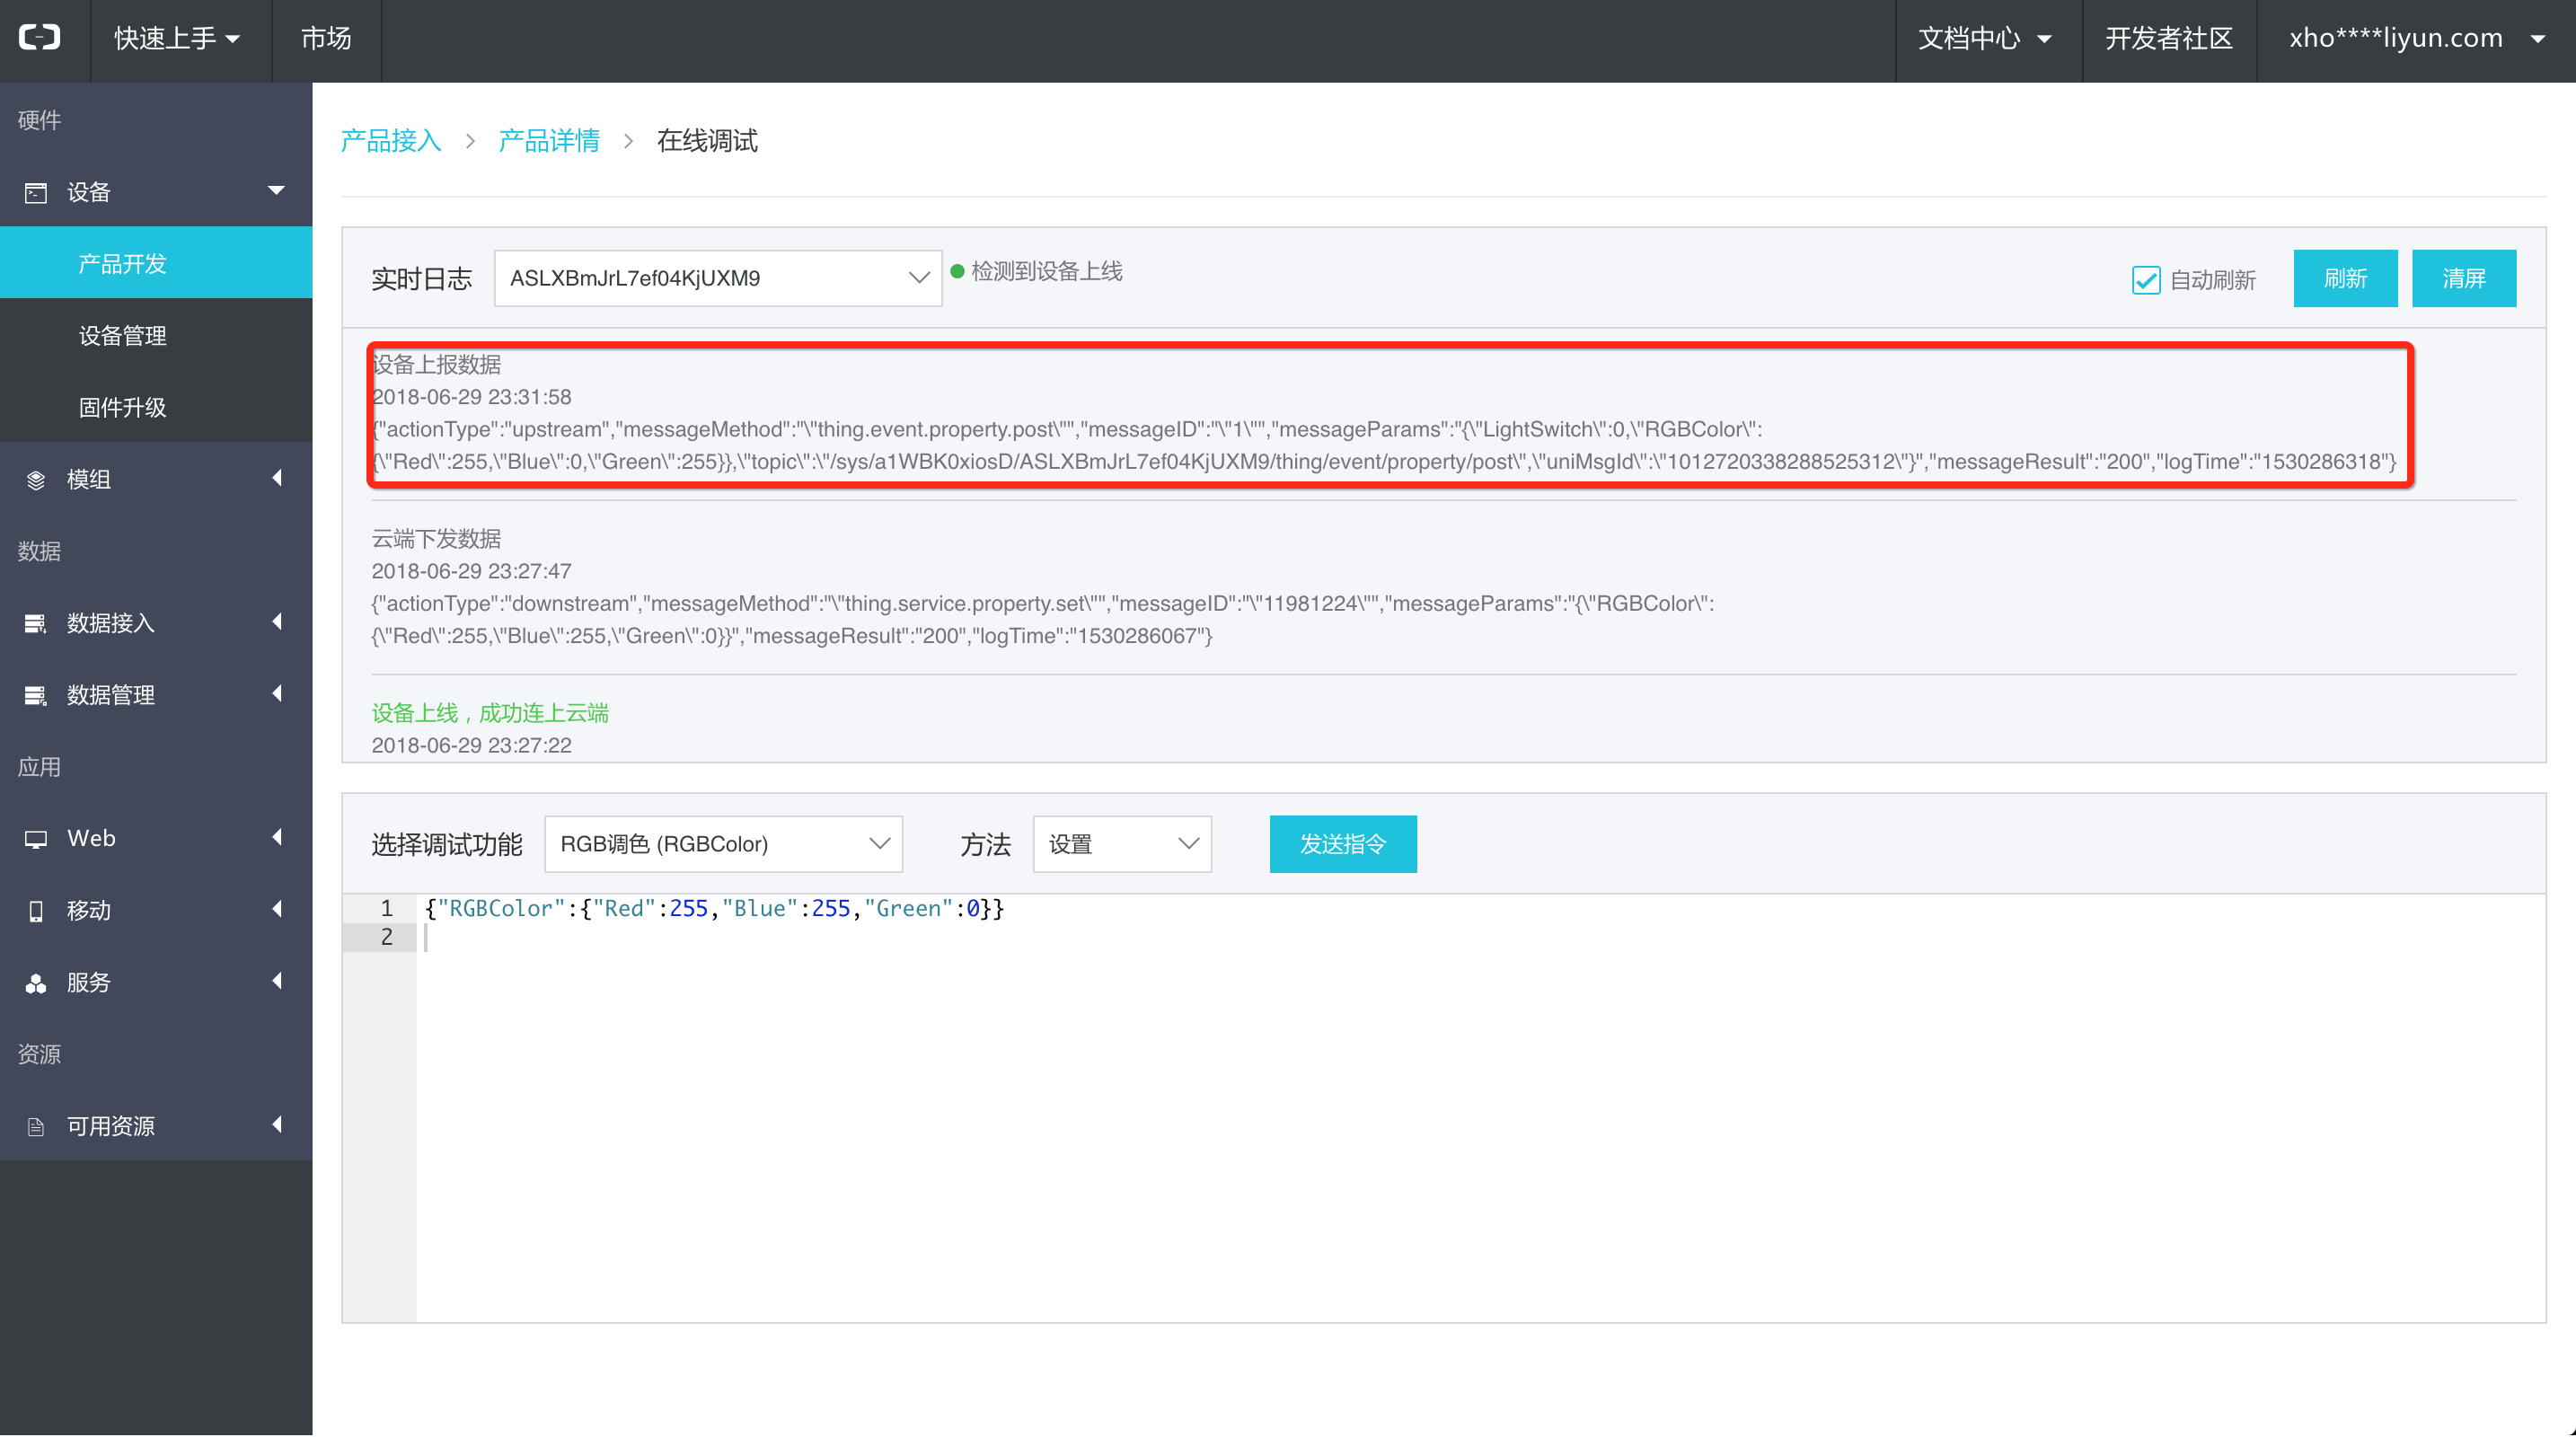 快速上手
市场
文档中心
开发者社区
xho****liyun.com
硬件
设备
产品开发
设备管理
固件升级
模组
数据
数据接入
数据管理
应用
Web
移动
服务
资源
可用资源
产品接入 > 产品详情 > 在线调试
实时日志 ASLXBmJrL7ef04KjUXM9 检测到设备上线 自动刷新 刷新 清屏
设备上报数据
2018-06-29 23:31:58
{"actionType":"upstream","messageMethod":"\"thing.event.property.post\"","messageID":"\"1\"","messageParams":"{\"LightSwitch\":0,\"RGBColor\":
{\"Red\":255,\"Blue\":0,\"Green\":255}},\"topic\":\"/sys/a1WBK0xiosD/ASLXBmJrL7ef04KjUXM9/thing/event/property/post\",\"uniMsgId\":\"1012720338288525312\"}","messageResult":"200","logTime":"1530286318"}
云端下发数据
2018-06-29 23:27:47
{"actionType":"downstream","messageMethod":"\"thing.service.property.set\"","messageID":"\"11981224\"","messageParams":"{\"RGBColor\":
{\"Red\":255,\"Blue\":255,\"Green\":0}}","messageResult":"200","logTime":"1530286067"}
设备上线，成功连上云端
2018-06-29 23:27:22
选择调试功能 RGB调色 (RGBColor) 方法 设置 发送指令
1 {"RGBColor":{"Red":255,"Blue":255,"Green":0}}
2